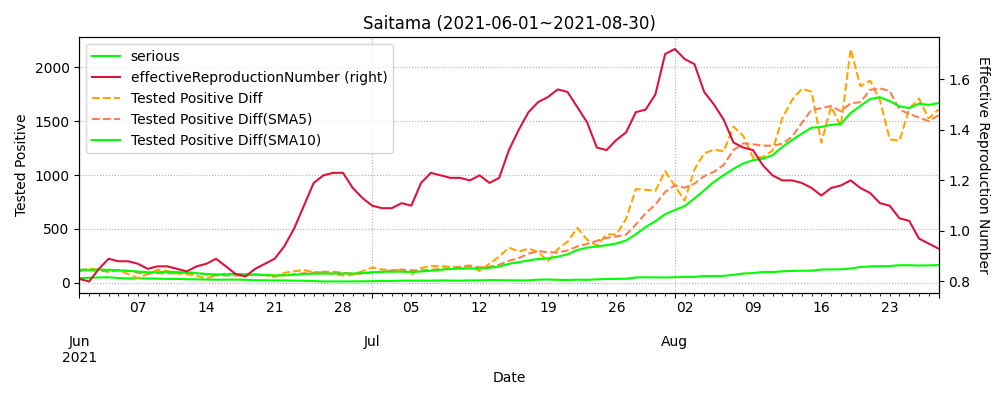 Saitama (2021-06-01~2021-08-30)
serious
effectiveReproductionNumber (right)
Tested Positive Diff
Tested Positive Diff(SMA5)
Tested Positive Diff(SMA10)
Tested Positive
2000
1500
1000
500
0
Effective Reproduction Number
1.6
1.4
1.2
1.0
0.8
07 14 21 28 05 12 19 26 02 09 16 23
Jun Jul Aug
2021
Date